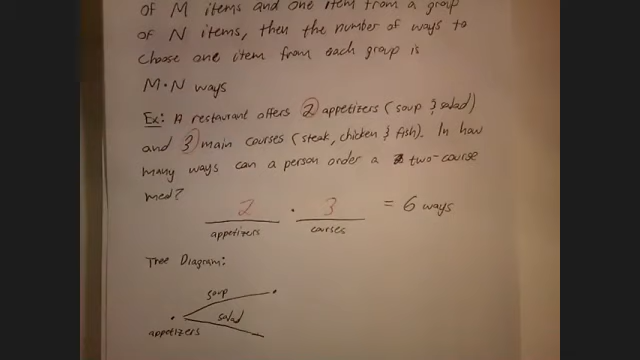 of M items and one item from a group
of N items, then the number of ways to
choose one item from each group is
M·N ways
Ex: A restaurant offers 2 appetizers (soup & salad)
and 3 main courses (steak, chicken & fish). In how
many ways can a person order a two-course
meal?
2 · 3 = 6 ways
appetizers courses
Tree Diagram:
soup
salad
appetizers